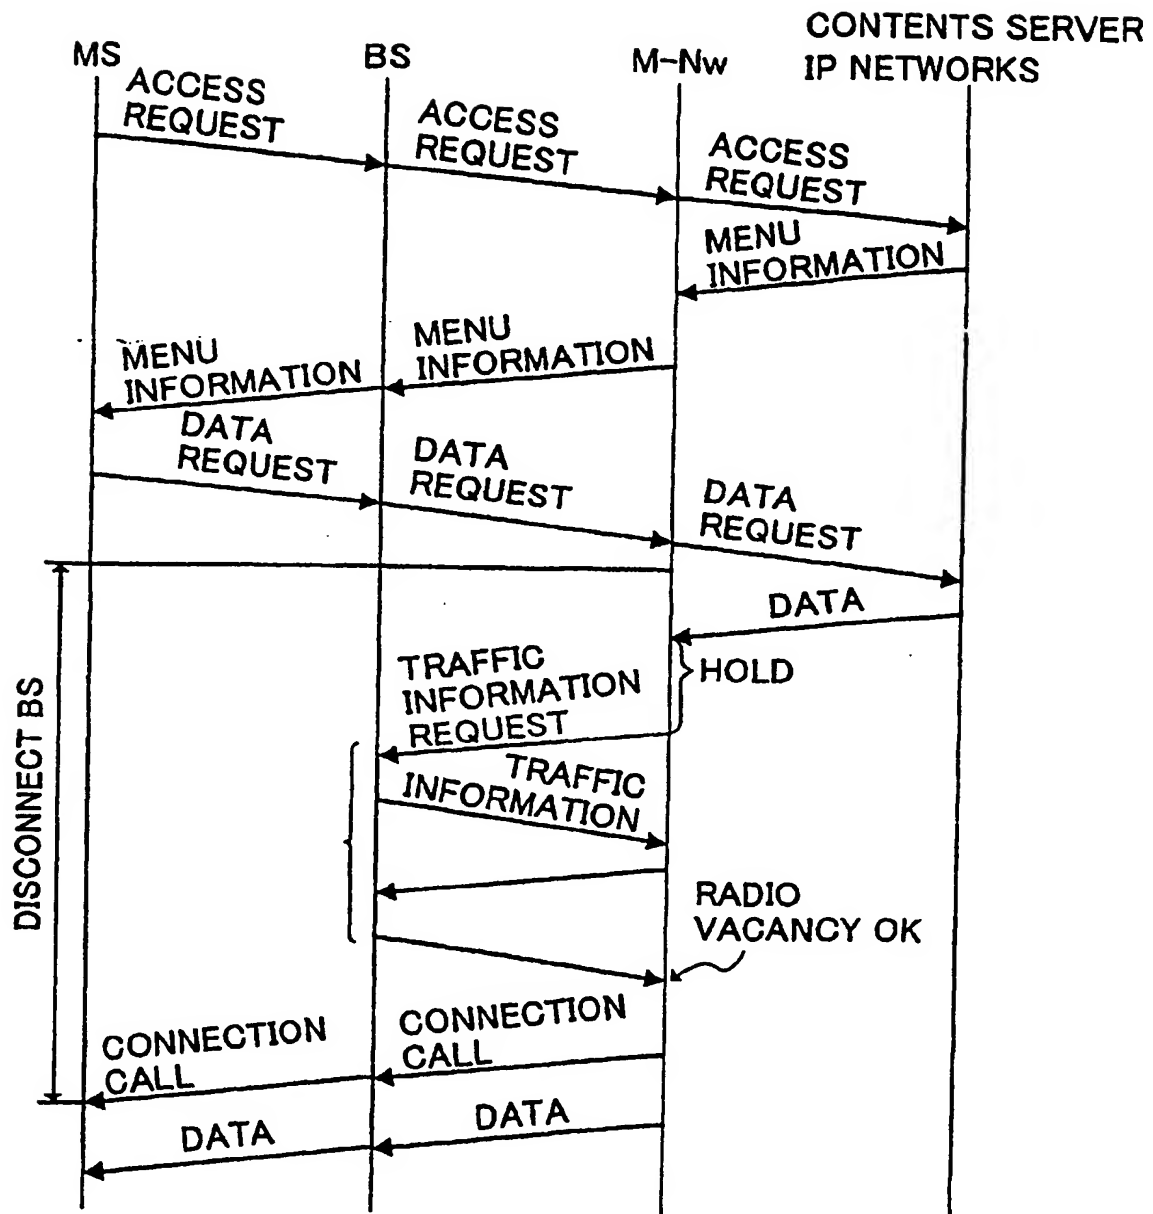 MS
BS
M-Nw
CONTENTS SERVER
IP NETWORKS
ACCESS
REQUEST
ACCESS
REQUEST
ACCESS
REQUEST
MENU
INFORMATION
MENU
INFORMATION
MENU
INFORMATION
DATA
REQUEST
DATA
REQUEST
DATA
REQUEST
DATA
HOLD
TRAFFIC
INFORMATION
REQUEST
TRAFFIC
INFORMATION
DISCONNECT BS
RADIO
VACANCY OK
CONNECTION
CALL
CONNECTION
CALL
DATA
DATA